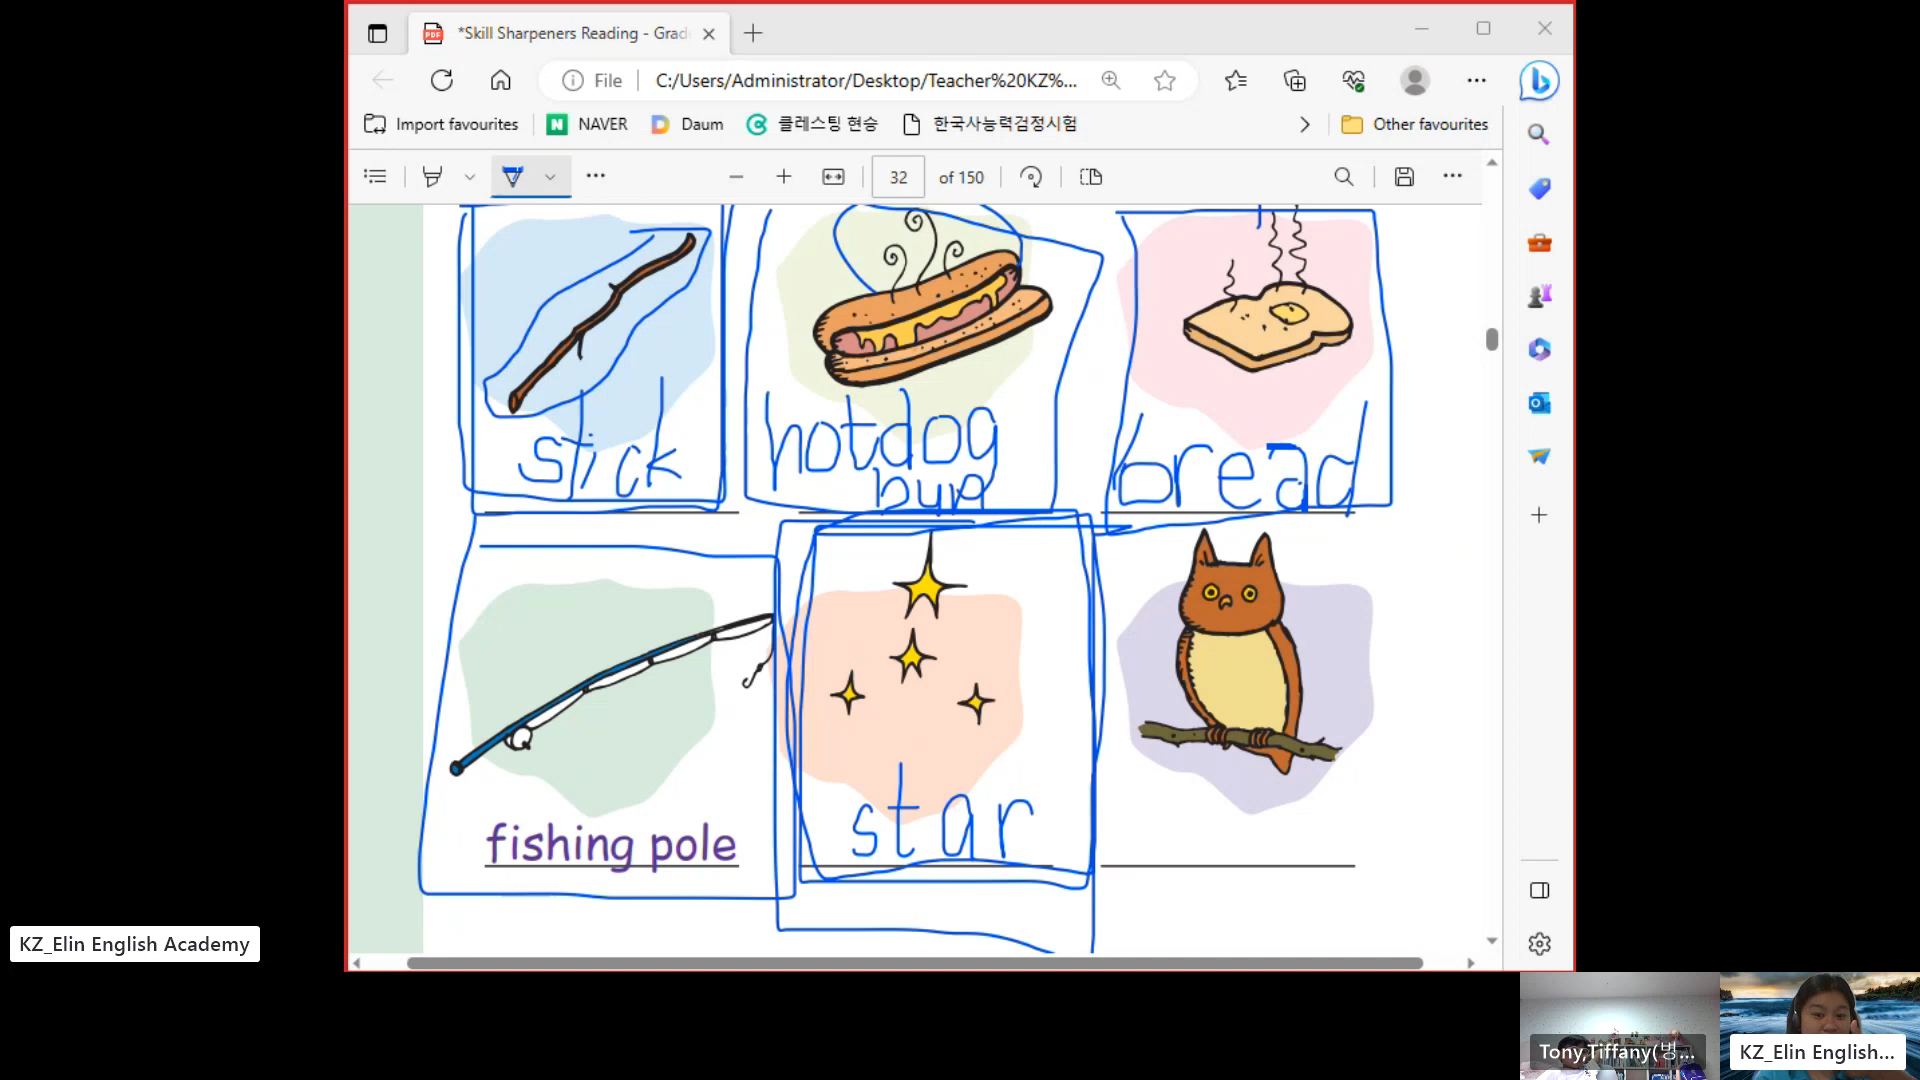 *Skill Sharpeners Reading - Grad
File
C:/Users/Administrator/Desktop/Teacher%20KZ%...
Import favourites
NAVER
Daum
클레스팅 현승
한국사능력검정시험
Other favourites
32 of 150
stick
hotdog
bun
bread
fishing pole
star
KZ_Elin English Academy
Tony,Tiffany(빙...
KZ_Elin English...